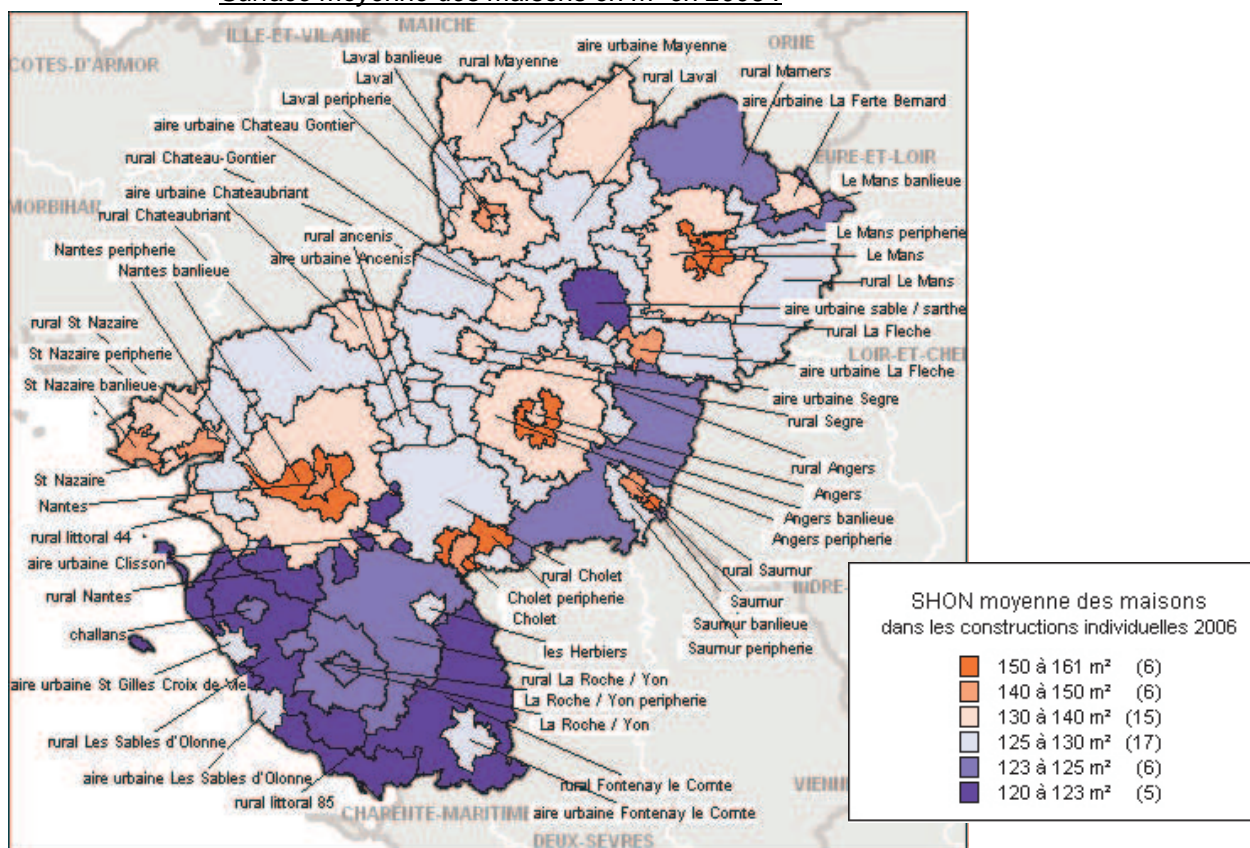 Surface moyenne des maisons en m² en 2006 :
MANCHE
ILLE-ET-VILAINE
ORNE
COTES-D'ARMOR
aire urbaine Mayenne
Laval banlieue
rural Mayenne
rural Laval
Laval
rural Mamers
Laval peripherie
aire urbaine La Ferte Bernard
aire urbaine Chateau Gontier
rural Chateau-Gontier
EURE-ET-LOIR
Le Mans banlieue
aire urbaine Chateaubriant
MORBIHAN
rural Chateaubriant
Nantes peripherie
rural ancenis
Le Mans peripherie
Nantes banlieue
aire urbaine Ancenis
Le Mans
rural Le Mans
aire urbaine sable / sarthe
rural St Nazaire
rural La Fleche
St Nazaire peripherie
LOIR-ET-CHER
aire urbaine La Fleche
St Nazaire banlieue
aire urbaine Segre
rural Segre
rural Angers
St Nazaire
Angers
Nantes
Angers banlieue
rural littoral 44
Angers peripherie
aire urbaine Clisson
rural Saumur
rural Cholet
INDRE-
rural Nantes
Cholet peripherie
Saumur
Cholet
Saumur banlieue
challans
Saumur peripherie
les Herbiers
rural La Roche / Yon
aire urbaine St Gilles Croix de Vie
La Roche / Yon peripherie
La Roche / Yon
rural Les Sables d'Olonne
aire urbaine Les Sables d'Olonne
rural Fontenay le Comte
VIENN
rural littoral 85
CHARENTE-MARITIME
aire urbaine Fontenay le Comte
DEUX-SEVRES
SHON moyenne des maisons
dans les constructions individuelles 2006
150 à 161 m² (6)
140 à 150 m² (6)
130 à 140 m² (15)
125 à 130 m² (17)
123 à 125 m² (6)
120 à 123 m² (5)